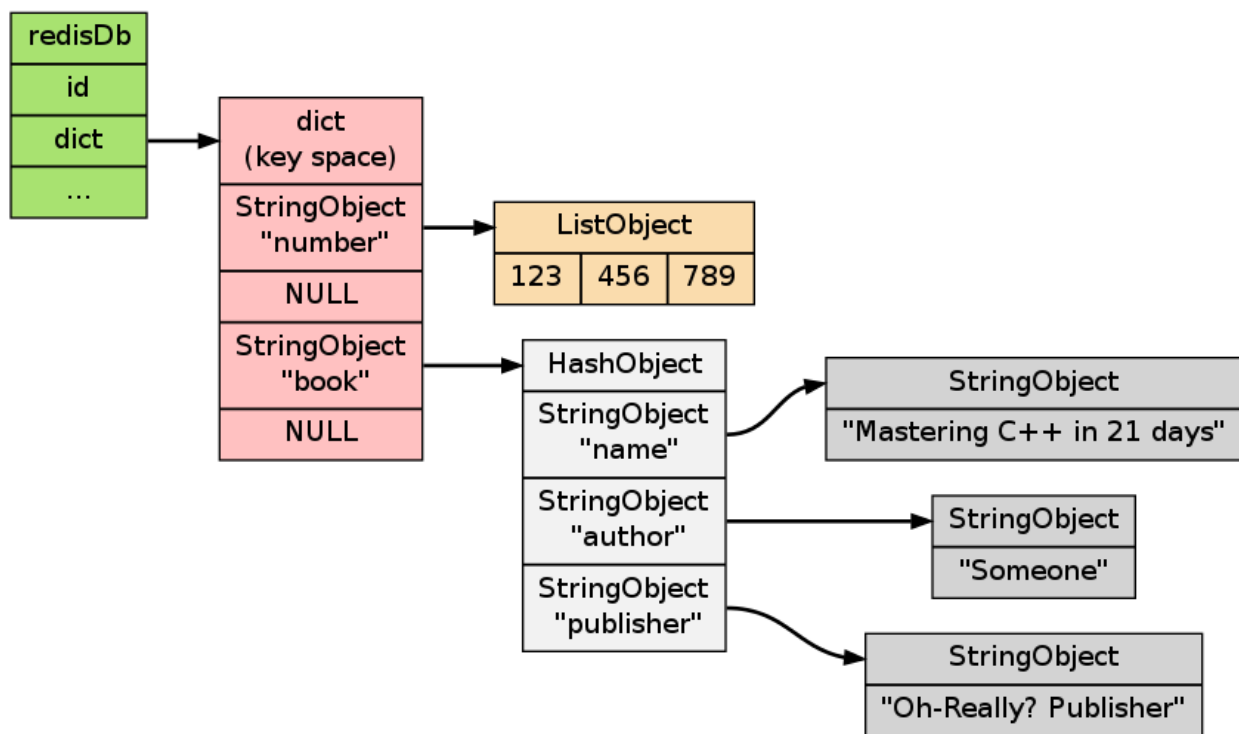 redisDb
id
dict
...
dict
(key space)
StringObject
"number"
NULL
StringObject
"book"
NULL
ListObject
123 456 789
HashObject
StringObject
"name"
StringObject
"author"
StringObject
"publisher"
StringObject
"Mastering C++ in 21 days"
StringObject
"Someone"
StringObject
"Oh-Really? Publisher"